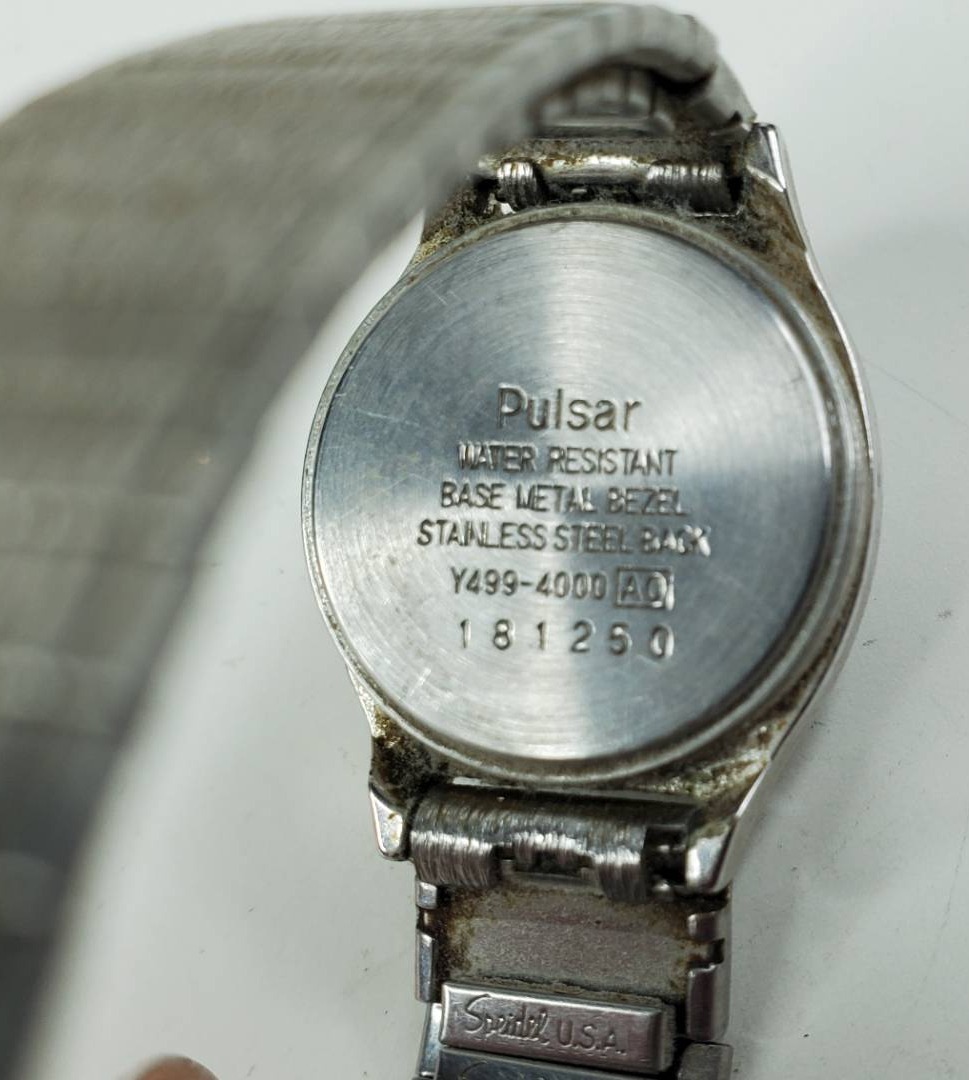 Pulsar
WATER RESISTANT
BASE METAL BEZEL
STAINLESS STEEL BACK
Y499-4000 A0
181250
Speidel U.S.A.